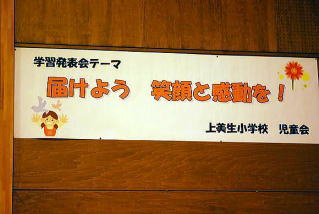 学習発表会テーマ
届けよう　笑顔と感動を！
上美生小学校　児童会